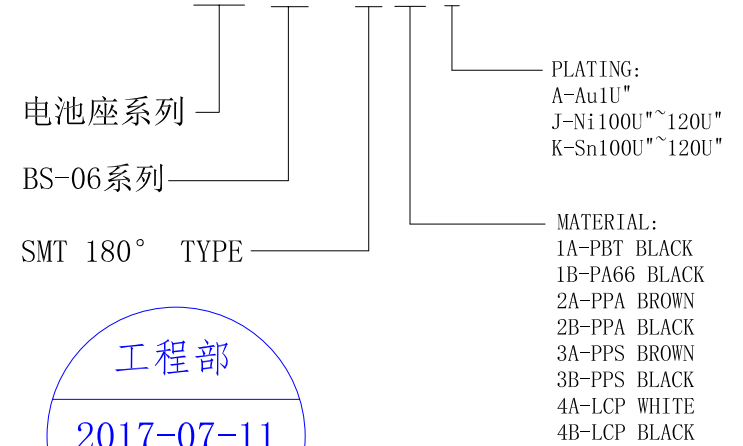 电池座系列
BS-06系列
SMT 180° TYPE
PLATING:
A-Au1U"
J-Ni100U"~120U"
K-Sn100U"~120U"
MATERIAL:
1A-PBT BLACK
1B-PA66 BLACK
2A-PPA BROWN
2B-PPA BLACK
3A-PPS BROWN
3B-PPS BLACK
4A-LCP WHITE
4B-LCP BLACK
工程部
2017-07-11